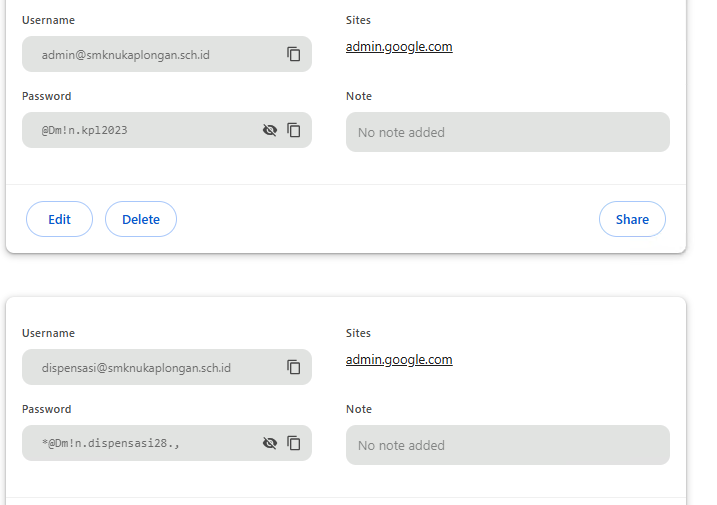 Username Sites
admin@smknukaplongan.sch.id admin.google.com
Password Note
@Dm!n.kpl2023 No note added
Edit Delete Share
Username Sites
dispensasi@smknukaplongan.sch.id admin.google.com
Password Note
*@Dm!n.dispensasi28., No note added